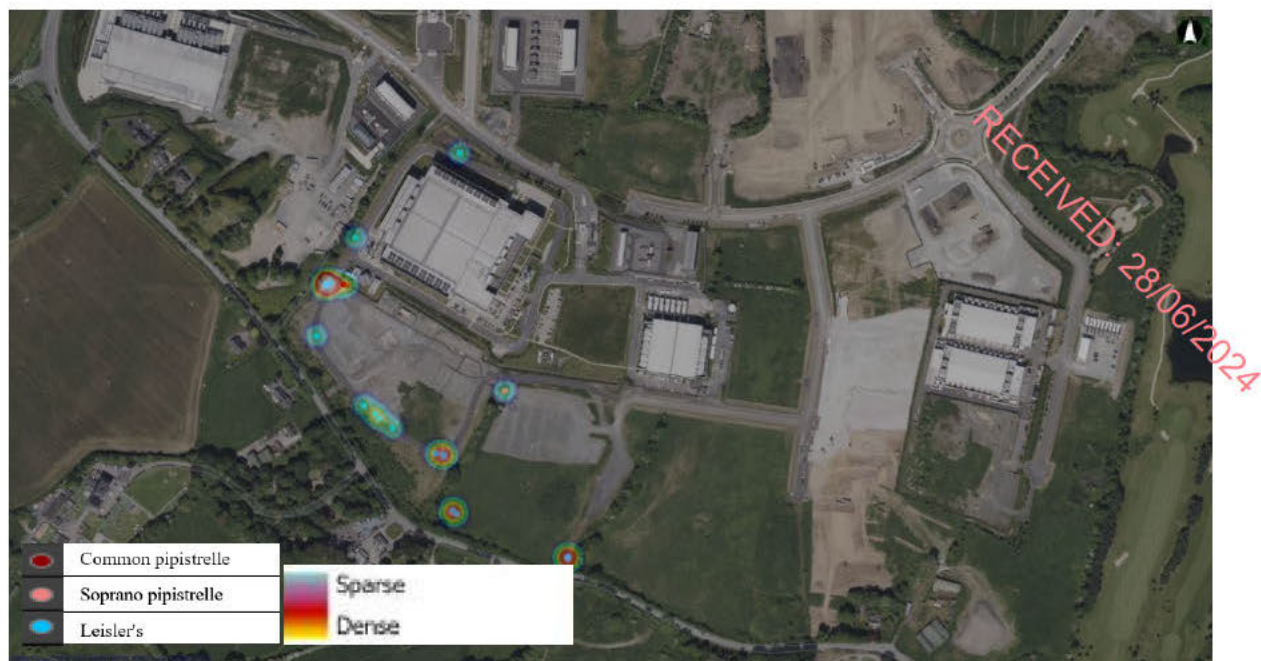 RECEIVED: 28/06/2024
Common pipistrelle
Soprano pipistrelle
Leisler's
Sparse
Dense